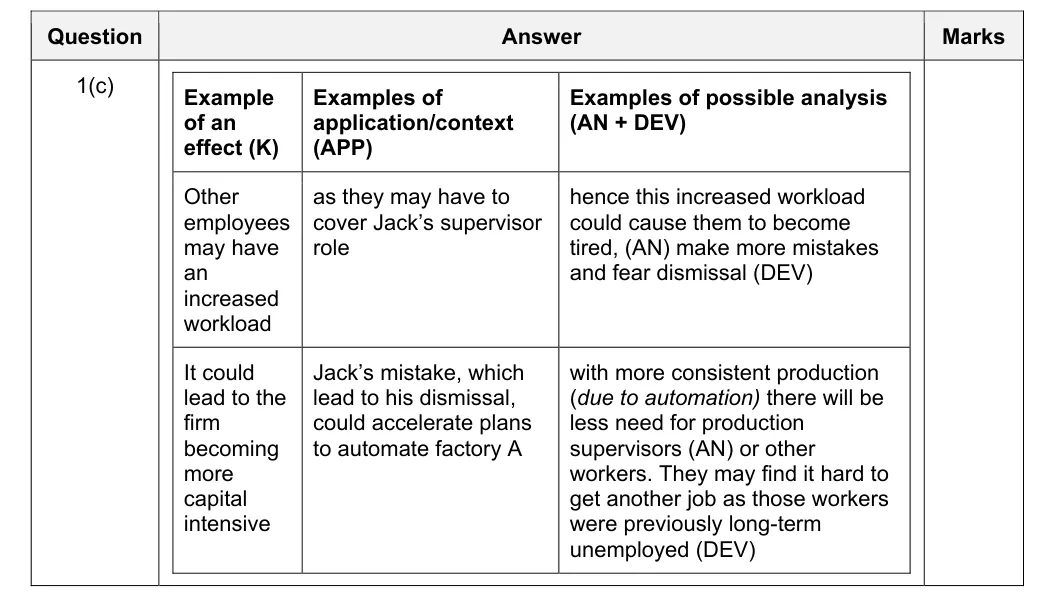 Question Answer Marks
1(c)
Example
of an
effect (K)
Examples of
application/context
(APP)
Examples of possible analysis
(AN + DEV)
Other
employees
may have
an
increased
workload
as they may have to
cover Jack's supervisor
role
hence this increased workload
could cause them to become
tired, (AN) make more mistakes
and fear dismissal (DEV)
It could
lead to the
firm
becoming
more
capital
intensive
Jack's mistake, which
lead to his dismissal,
could accelerate plans
to automate factory A
with more consistent production
(due to automation) there will be
less need for production
supervisors (AN) or other
workers. They may find it hard to
get another job as those workers
were previously long-term
unemployed (DEV)